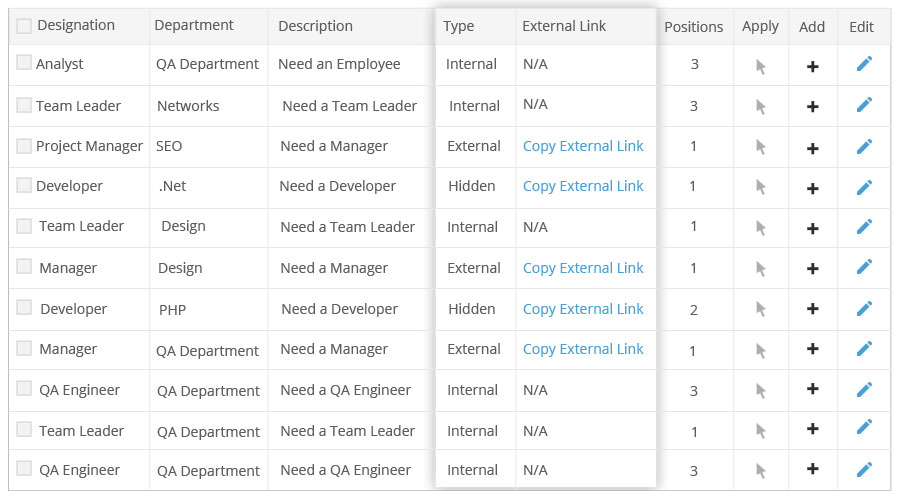 Designation Department Description Type External Link Positions Apply Add Edit
Analyst QA Department Need an Employee Internal N/A 3
Team Leader Networks Need a Team Leader Internal N/A 3
Project Manager SEO Need a Manager External Copy External Link 1
Developer .Net Need a Developer Hidden Copy External Link 1
Team Leader Design Need a Team Leader Internal N/A 1
Manager Design Need a Manager External Copy External Link 1
Developer PHP Need a Developer Hidden Copy External Link 2
Manager QA Department Need a Manager External Copy External Link 1
QA Engineer QA Department Need a QA Engineer Internal N/A 3
Team Leader QA Department Need a Team Leader Internal N/A 1
QA Engineer QA Department Need a QA Engineer Internal N/A 3